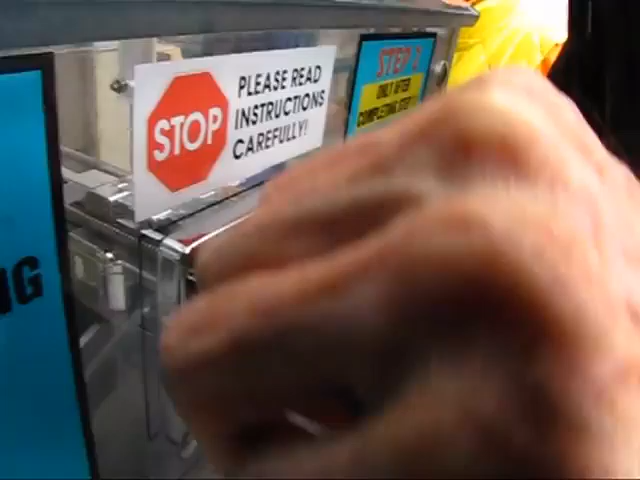 STOP
PLEASE READ
INSTRUCTIONS
CAREFULLY!
STEP 2
ONLY AFTER
COMPLETING STEP 1
NG